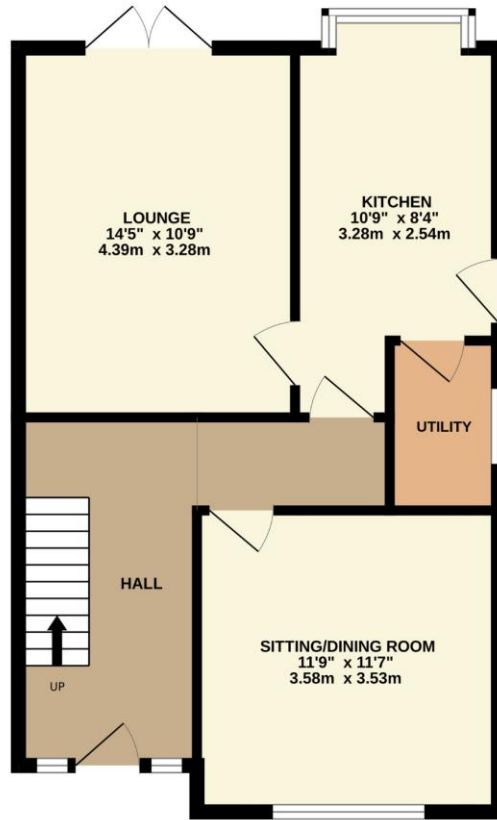 LOUNGE
14'5" x 10'9"
4.39m x 3.28m
KITCHEN
10'9" x 8'4"
3.28m x 2.54m
UTILITY
HALL
UP
SITTING/DINING ROOM
11'9" x 11'7"
3.58m x 3.53m